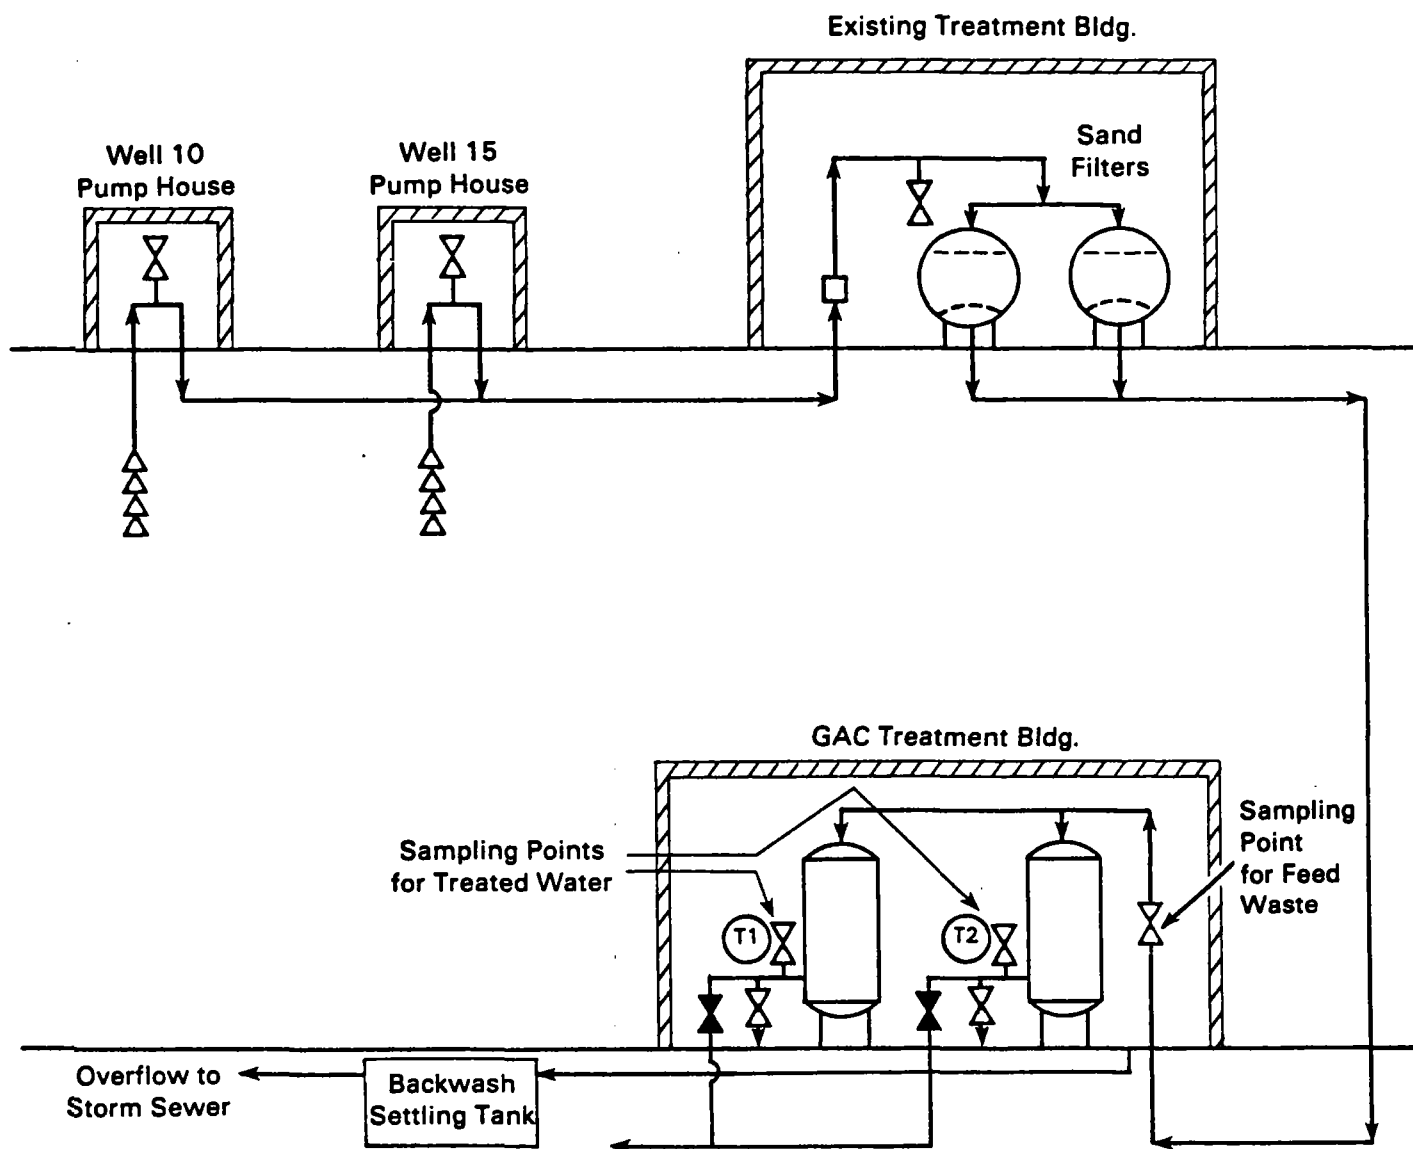 Existing Treatment Bldg.
Well 10
Pump House
Well 15
Pump House
Sand
Filters
GAC Treatment Bldg.
Sampling Points
for Treated Water
Sampling
Point
for Feed
Waste
T1
T2
Overflow to
Storm Sewer
Backwash
Settling Tank